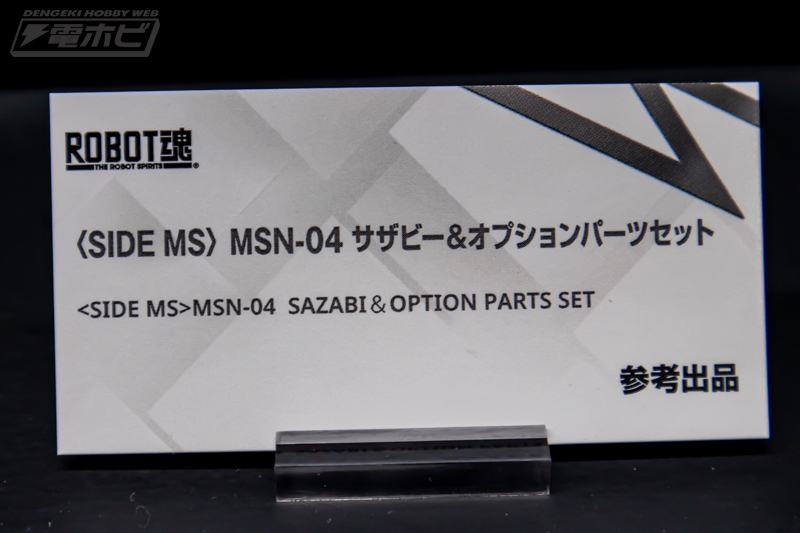 DENGEKI HOBBY WEB
電ホビ
ROBOT魂
THE ROBOT SPIRITS ®
〈SIDE MS〉 MSN-04 サザビー&オプションパーツセット
<SIDE MS>MSN-04 SAZABI&OPTION PARTS SET
参考出品